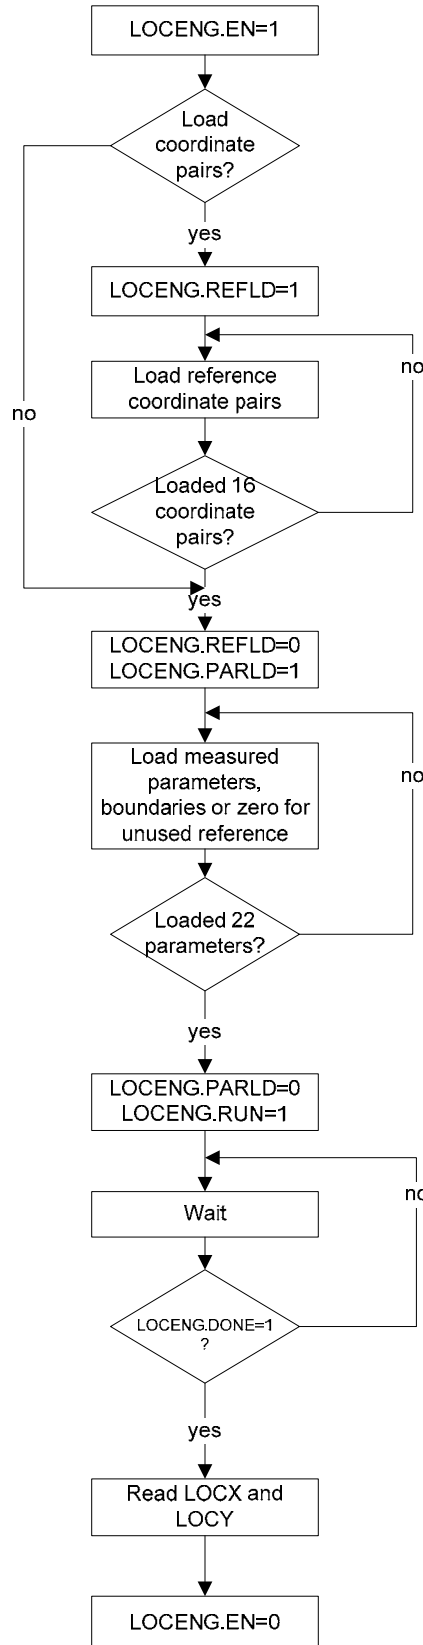 LOCENG.EN=1
Load
coordinate
pairs?
yes
LOCENG.REFLD=1
no
Load reference
coordinate pairs
no
Loaded 16
coordinate
pairs?
yes
LOCENG.REFLD=0
LOCENG.PARLD=1
Load measured
parameters,
boundaries or zero for
unused reference
no
Loaded 22
parameters?
yes
LOCENG.PARLD=0
LOCENG.RUN=1
no
Wait
LOCENG.DONE=1
?
yes
Read LOCX and
LOCY
LOCENG.EN=0